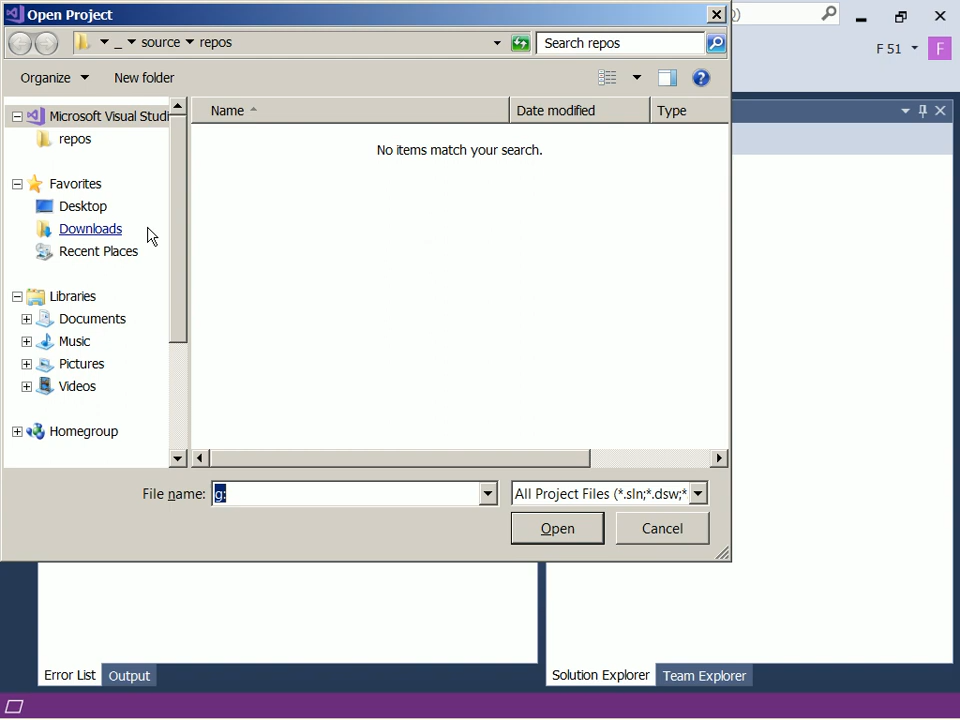 Open Project
_ source repos
Search repos
F 51
F
Organize
New folder
Name
Date modified
Type
No items match your search.
Microsoft Visual Studi
repos
Favorites
Desktop
Downloads
Recent Places
Libraries
Documents
Music
Pictures
Videos
Homegroup
File name:
g:
All Project Files (*.sln;*.dsw;*
Open
Cancel
Error List
Output
Solution Explorer
Team Explorer